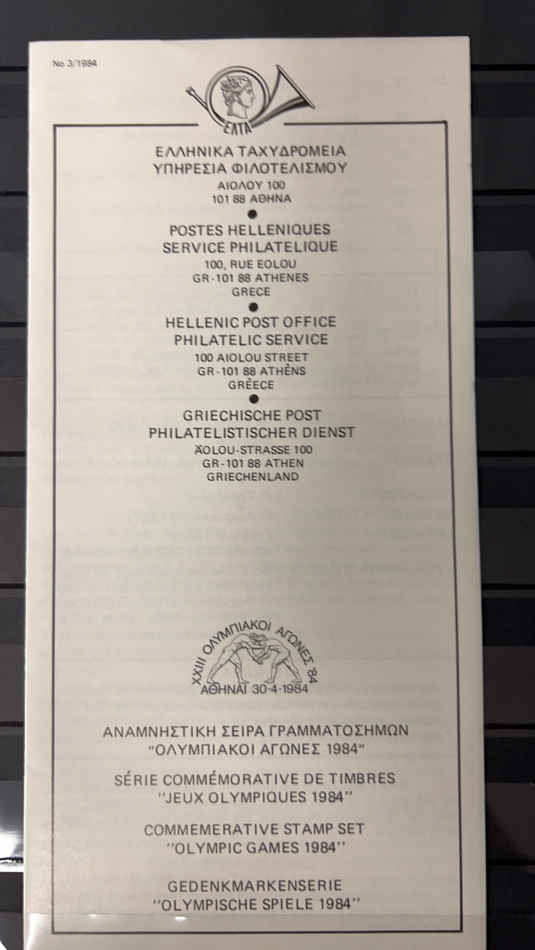 No 3/1984
ΕΛΤΑ
ΕΛΛΗΝΙΚΑ ΤΑΧΥΔΡΟΜΕΙΑ
ΥΠΗΡΕΣΙΑ ΦΙΛΟΤΕΛΙΣΜΟΥ
ΑΙΟΛΟΥ 100
101 88 ΑΘΗΝΑ
POSTES HELLENIQUES
SERVICE PHILATELIQUE
100, RUE EOLOU
GR-101 88 ATHENES
GRECE
HELLENIC POST OFFICE
PHILATELIC SERVICE
100 AIOLOU STREET
GR-101 88 ATHÊNS
GRÊECE
GRIECHISCHE POST
PHILATELISTISCHER DIENST
ÄOLOU-STRASSE 100
GR-101 88 ATHEN
GRIECHENLAND
XXIII ΟΛΥΜΠΙΑΚΟΙ ΑΓΩΝΕΣ '84
ΑΘΗΝΑΙ 30-4-1984
ΑΝΑΜΝΗΣΤΙΚΗ ΣΕΙΡΑ ΓΡΑΜΜΑΤΟΣΗΜΩΝ
"ΟΛΥΜΠΙΑΚΟΙ ΑΓΩΝΕΣ 1984"
SÉRIE COMMÉMORATIVE DE TIMBRES
''JEUX OLYMPIQUES 1984''
COMMEMERATIVE STAMP SET
''OLYMPIC GAMES 1984''
GEDENKMARKENSERIE
''OLYMPISCHE SPIELE 1984''